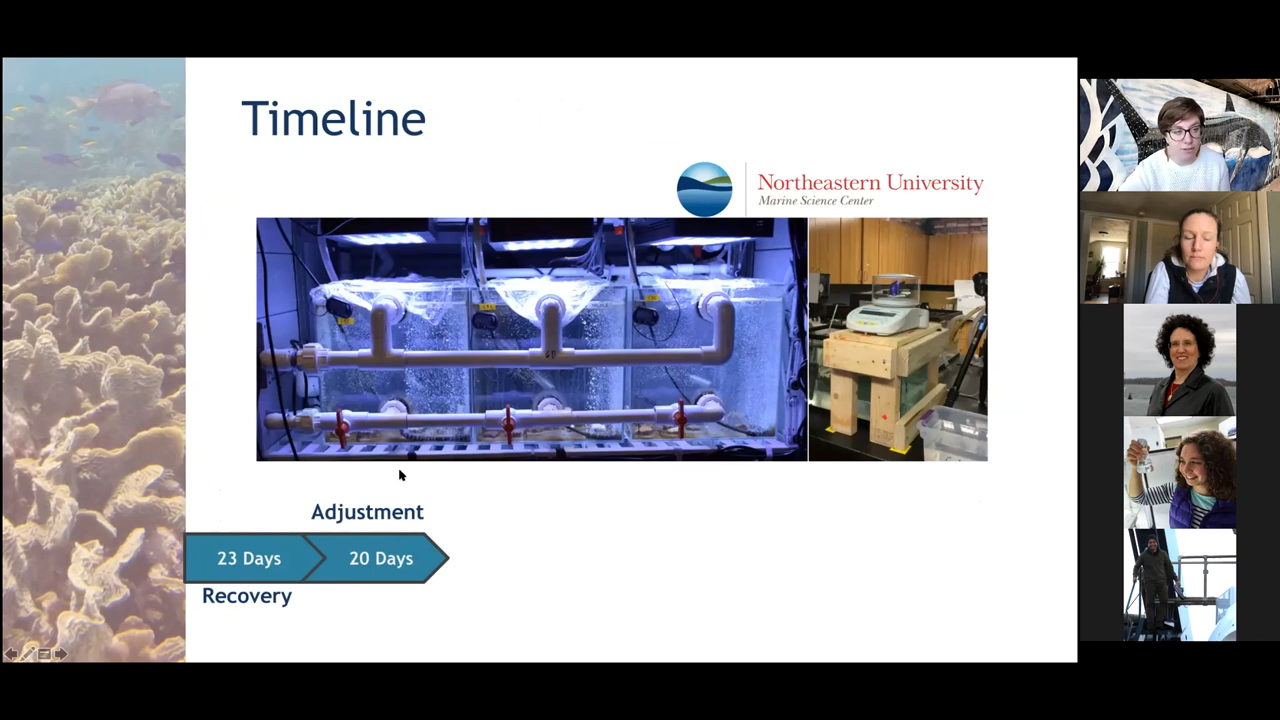 Timeline
Northeastern University
Marine Science Center
Adjustment
23 Days
20 Days
Recovery